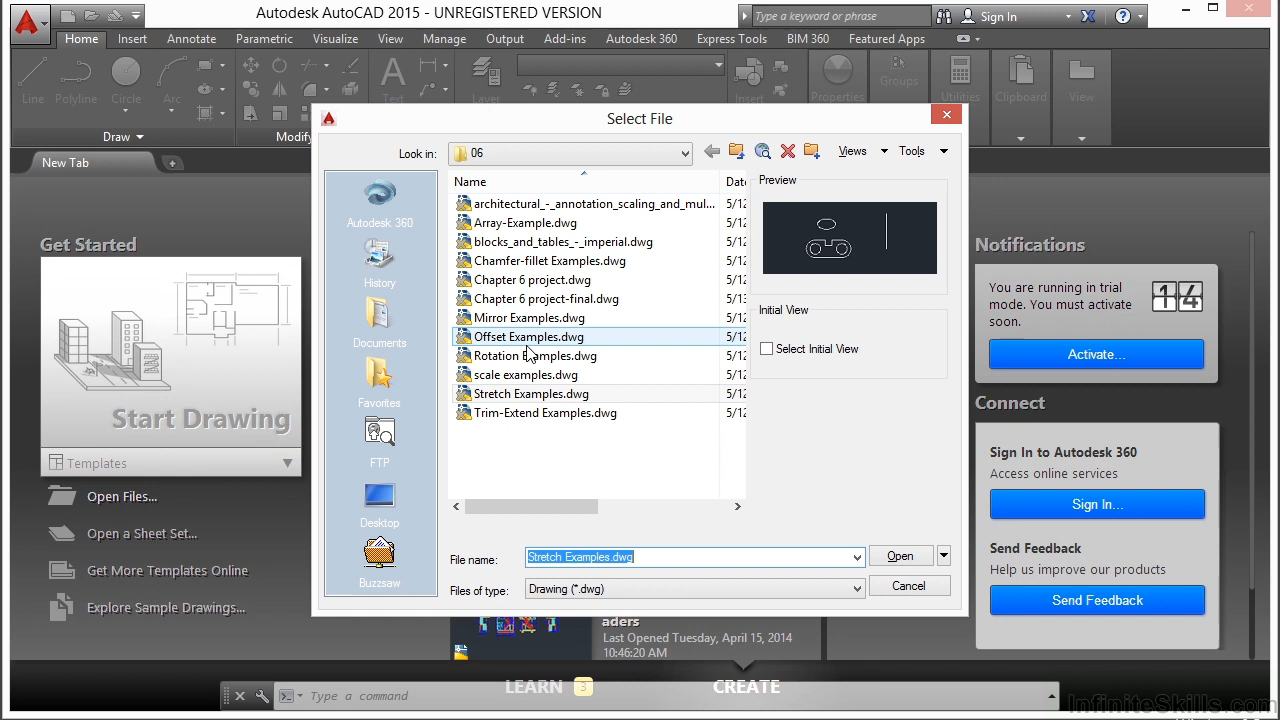 Autodesk AutoCAD 2015 - UNREGISTERED VERSION
Type a keyword or phrase
Sign In
Home Insert Annotate Parametric Visualize View Manage Output Add-ins Autodesk 360 Express Tools BIM 360 Featured Apps
Line Polyline Circle Arc Text Layer Insert Properties Groups Utilities Clipboard View
Draw Modify
New Tab
Get Started
Start Drawing
Templates
Open Files...
Open a Sheet Set...
Get More Templates Online
Explore Sample Drawings...
Select File
Look in: 06
Views Tools
Autodesk 360
History
Documents
Favorites
FTP
Desktop
Buzzsaw
Name
architectural_-_annotation_scaling_and_mul... 5/12
Array-Example.dwg 5/12
blocks_and_tables_-_imperial.dwg 5/12
Chamfer-fillet Examples.dwg 5/12
Chapter 6 project.dwg 5/12
Chapter 6 project-final.dwg 5/13
Mirror Examples.dwg 5/12
Offset Examples.dwg 5/12
Rotation Examples.dwg 5/12
scale examples.dwg 5/12
Stretch Examples.dwg 5/12
Trim-Extend Examples.dwg 5/12
Preview
Initial View
Select Initial View
File name: Stretch Examples.dwg
Open
Files of type: Drawing (*.dwg)
Cancel
aders
Last Opened Tuesday, April 15, 2014
10:46:20 AM
Notifications
You are running in trial
mode. You must activate
soon.
14
Activate...
Connect
Sign In to Autodesk 360
Access online services
Sign In...
Send Feedback
Help us improve our products
Send Feedback
LEARN 3 CREATE
Type a command
InfiniteSkills.com